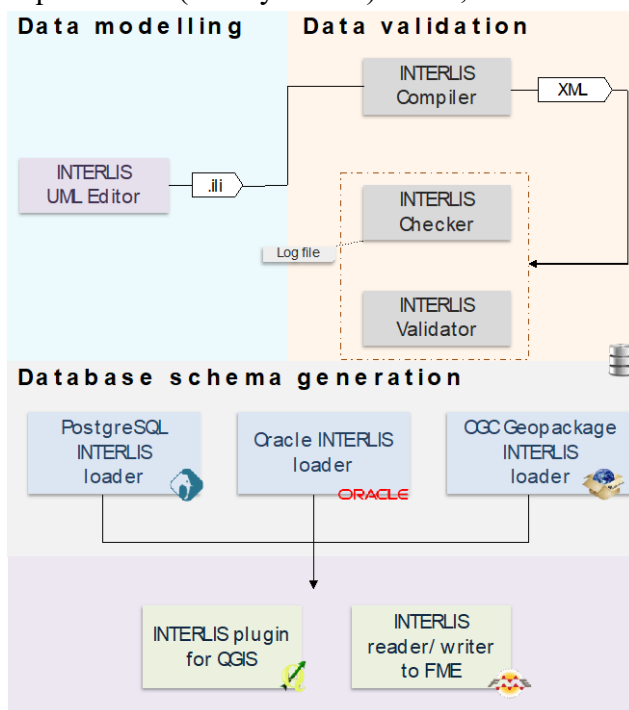 Data modelling
Data validation
INTERLIS
Compiler
XML
INTERLIS
UML Editor
.ili
INTERLIS
Checker
Log file
INTERLIS
Validator
Database schema generation
PostgreSQL
INTERLIS
loader
Oracle INTERLIS
loader
ORACLE
OGC Geopackage
INTERLIS
loader
INTERLIS plugin
for QGIS
INTERLIS
reader/ writer
to FME